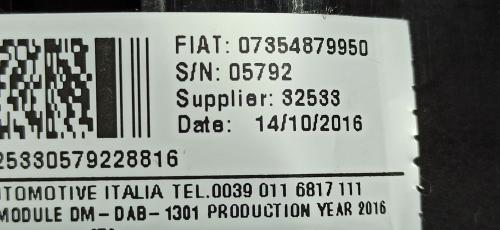 FIAT: 07354879950
S/N: 05792
Supplier: 32533
Date: 14/10/2016
25330579228816
UTOMOTIVE ITALIA TEL.0039 011 6817 111
MODULE DM-DAB-1301 PRODUCTION YEAR 2016